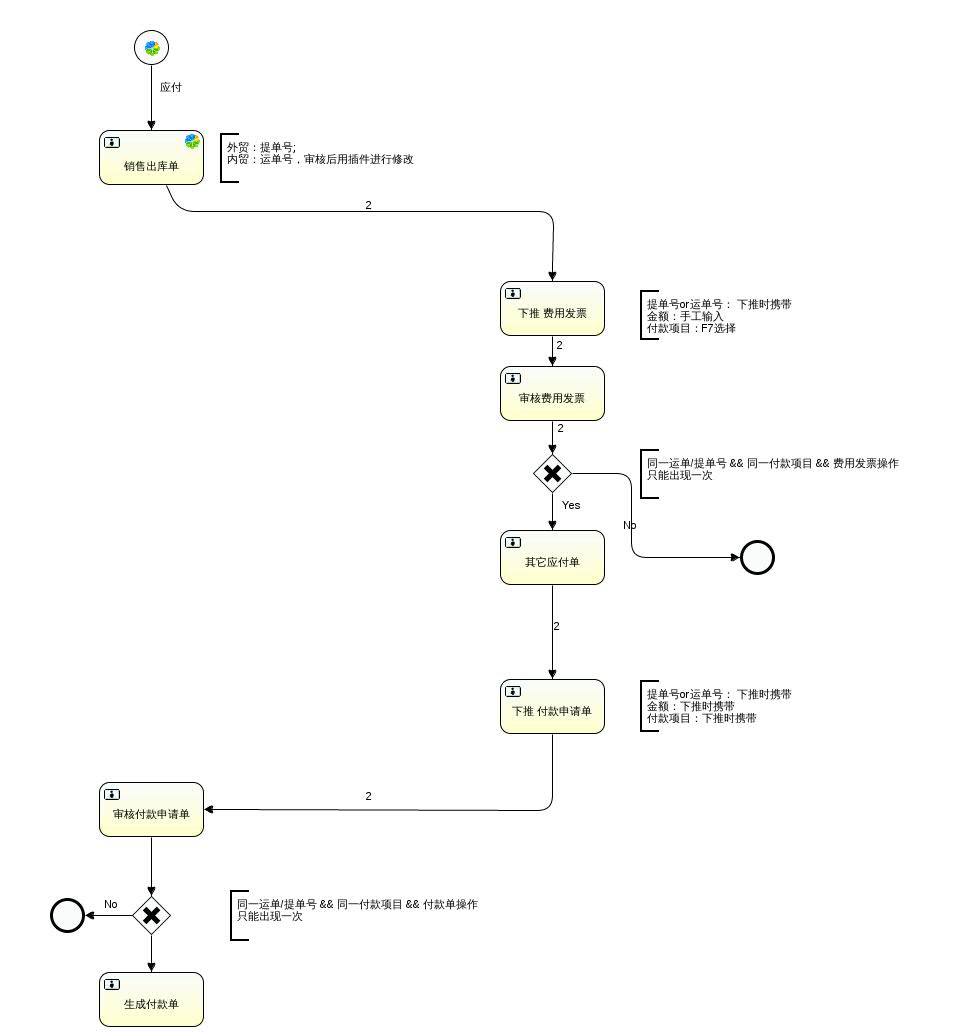 应付
外贸：提单号;
内贸：运单号，审核后用插件进行修改
销售出库单
2
提单号or运单号： 下推时携带
金额：手工输入
付款项目：F7选择
下推 费用发票
2
审核费用发票
2
同一运单/提单号 && 同一付款项目 && 费用发票操作
只能出现一次
Yes
No
其它应付单
2
提单号or运单号： 下推时携带
金额：下推时携带
付款项目：下推时携带
下推 付款申请单
2
审核付款申请单
No
同一运单/提单号 && 同一付款项目 && 付款单操作
只能出现一次
生成付款单